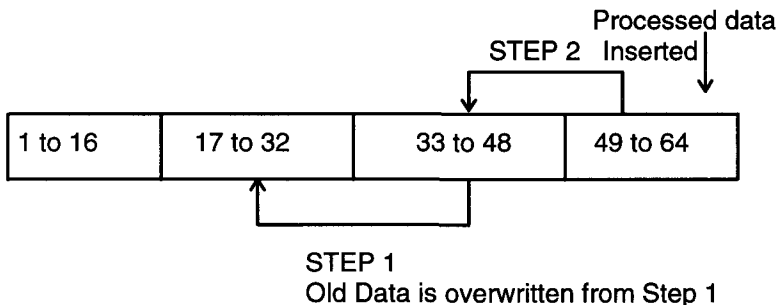 Processed data
STEP 2 Inserted
1 to 16 17 to 32 33 to 48 49 to 64
STEP 1
Old Data is overwritten from Step 1